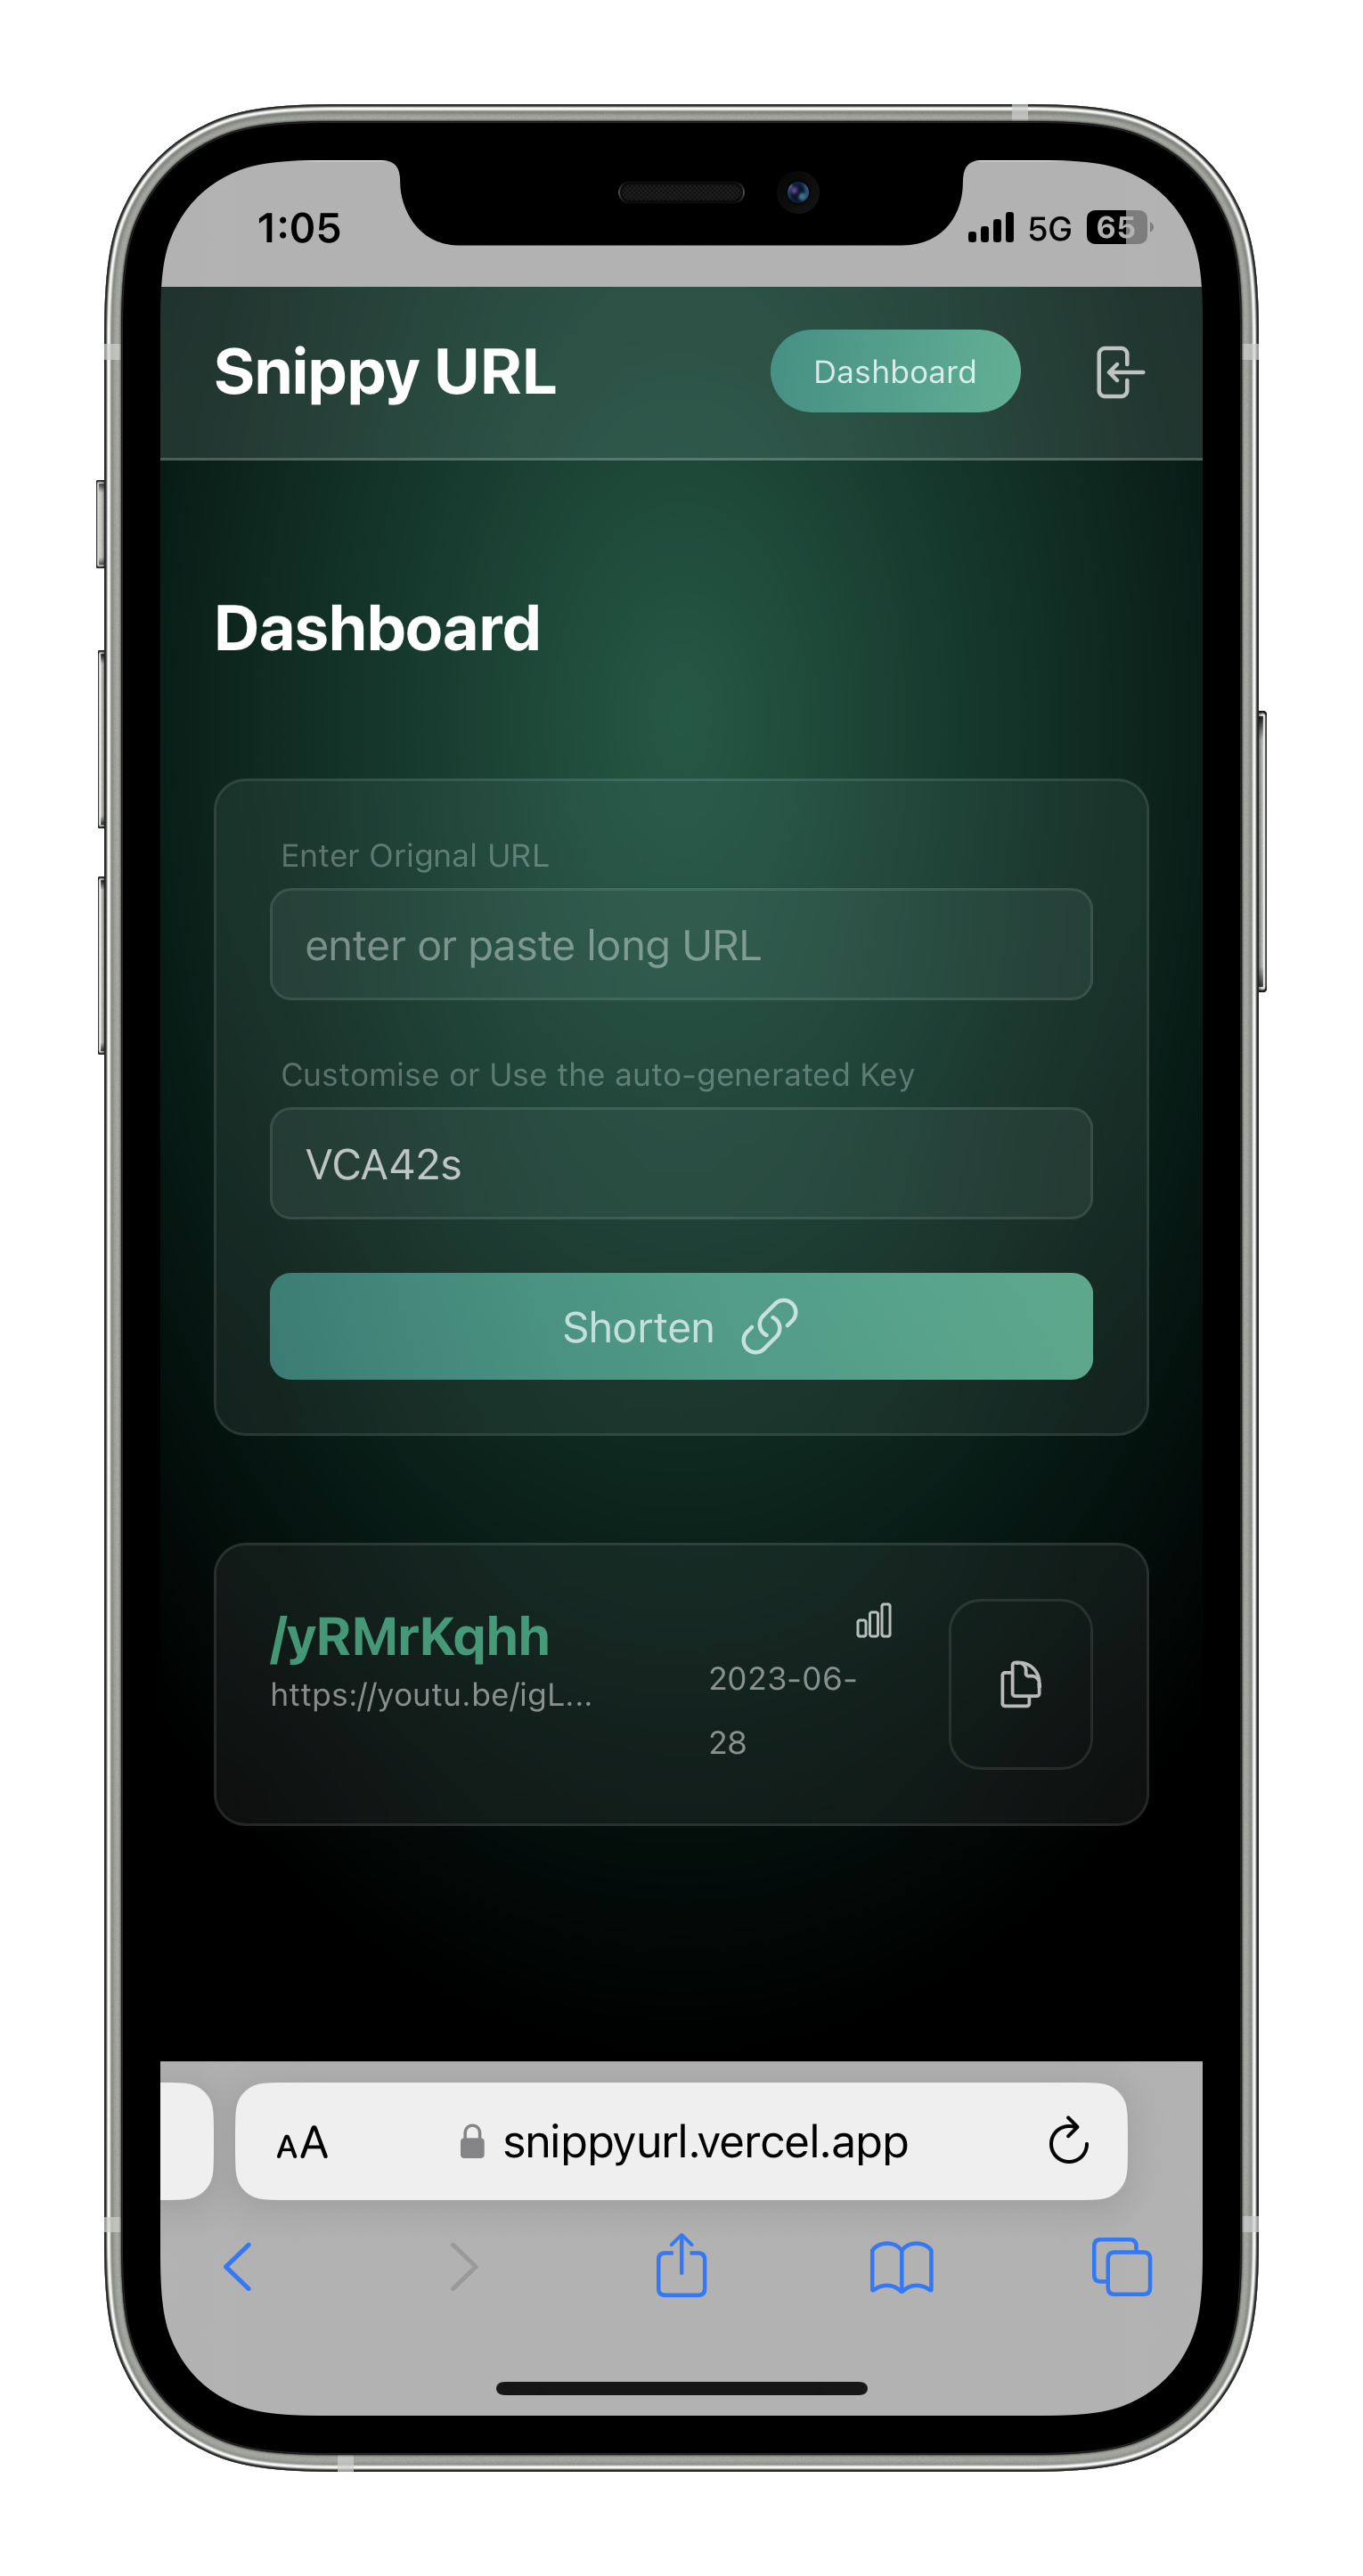 1:05
5G 65
Snippy URL
Dashboard
Dashboard
Enter Orignal URL
enter or paste long URL
Customise or Use the auto-generated Key
VCA42s
Shorten
/yRMrKqhh
https://youtu.be/igL...
2023-06-
28
AA snippyurl.vercel.app